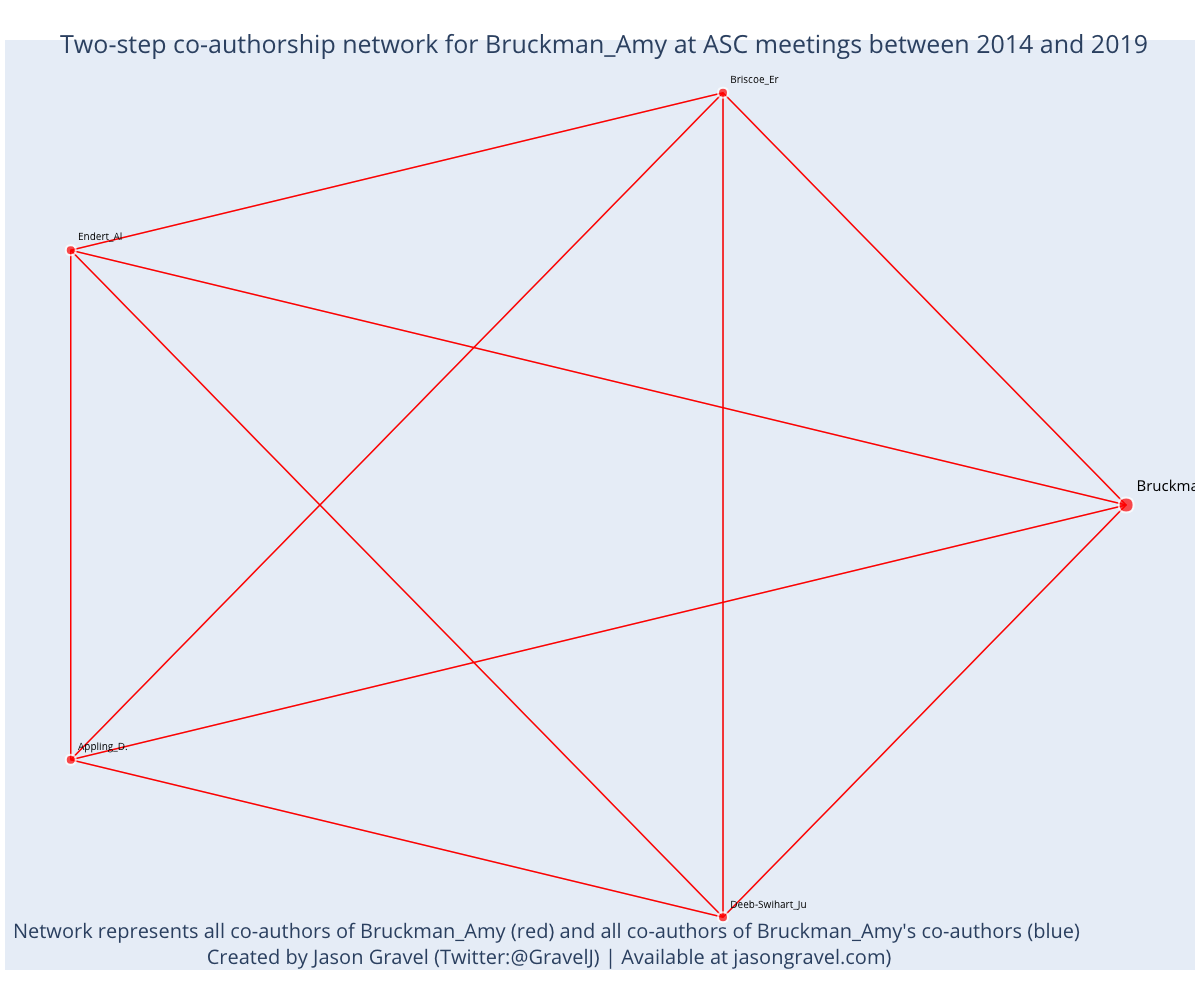 Two-step co-authorship network for Bruckman_Amy at ASC meetings between 2014 and 2019
Briscoe_Er
Endert_Al
Bruckma
Appling_D.
Deeb-Swihart_Ju
Network represents all co-authors of Bruckman_Amy (red) and all co-authors of Bruckman_Amy's co-authors (blue)
Created by Jason Gravel (Twitter:@GravelJ) | Available at jasongravel.com)